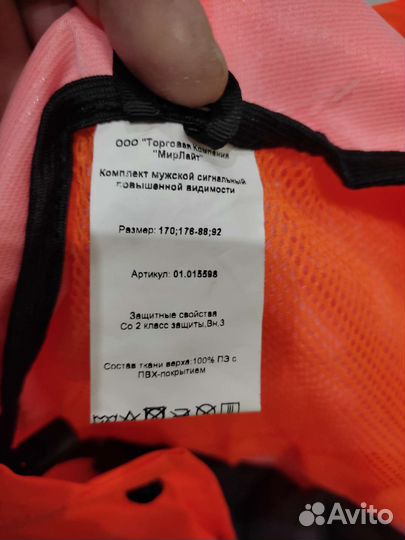 ООО "Торговая Компания
"МирЛайт"
Комплект мужской сигнальный
повышенной видимости
Размер: 170;176-88;92
Артикул: 01.015598
Защитные свойства
Со 2 класс защиты,Вн,3
Состав ткани верха:100% ПЭ с
ПВХ-покрытием
Avito